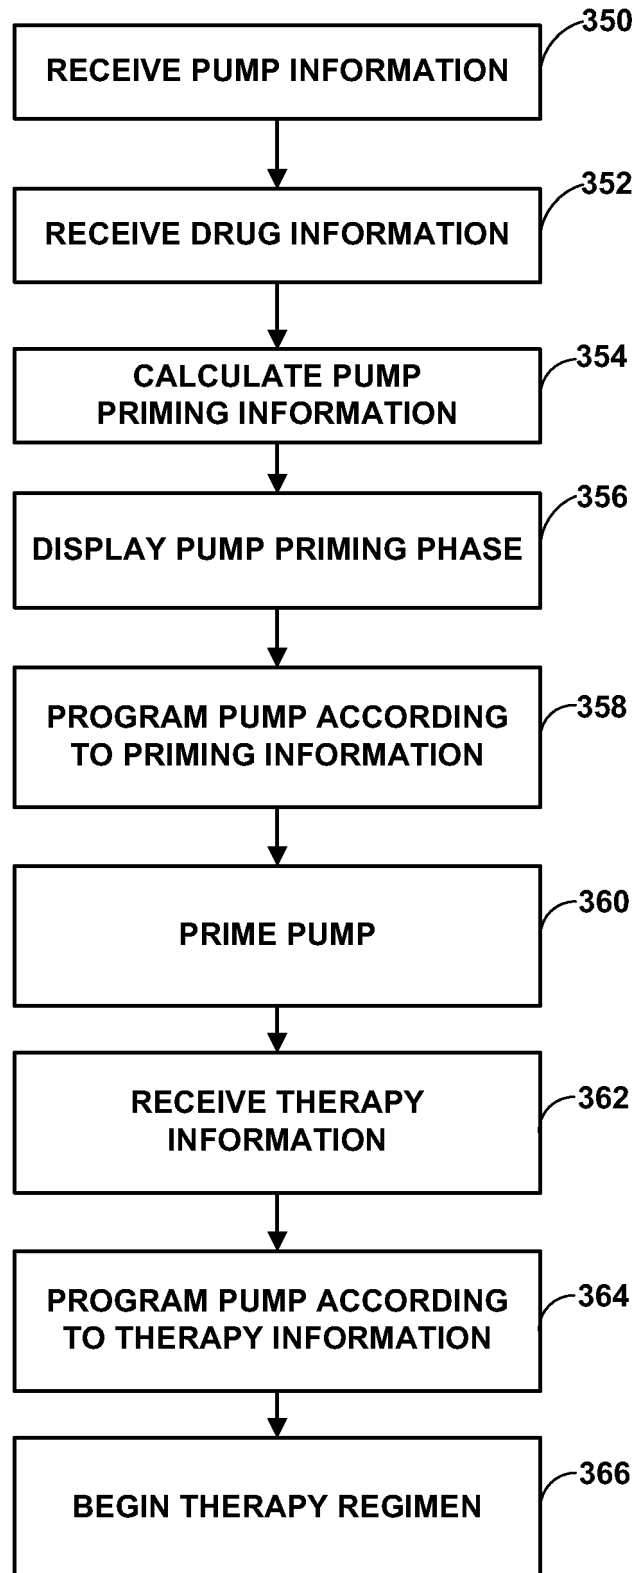 350
RECEIVE PUMP INFORMATION
352
RECEIVE DRUG INFORMATION
354
CALCULATE PUMP
PRIMING INFORMATION
356
DISPLAY PUMP PRIMING PHASE
358
PROGRAM PUMP ACCORDING
TO PRIMING INFORMATION
360
PRIME PUMP
362
RECEIVE THERAPY
INFORMATION
364
PROGRAM PUMP ACCORDING
TO THERAPY INFORMATION
366
BEGIN THERAPY REGIMEN